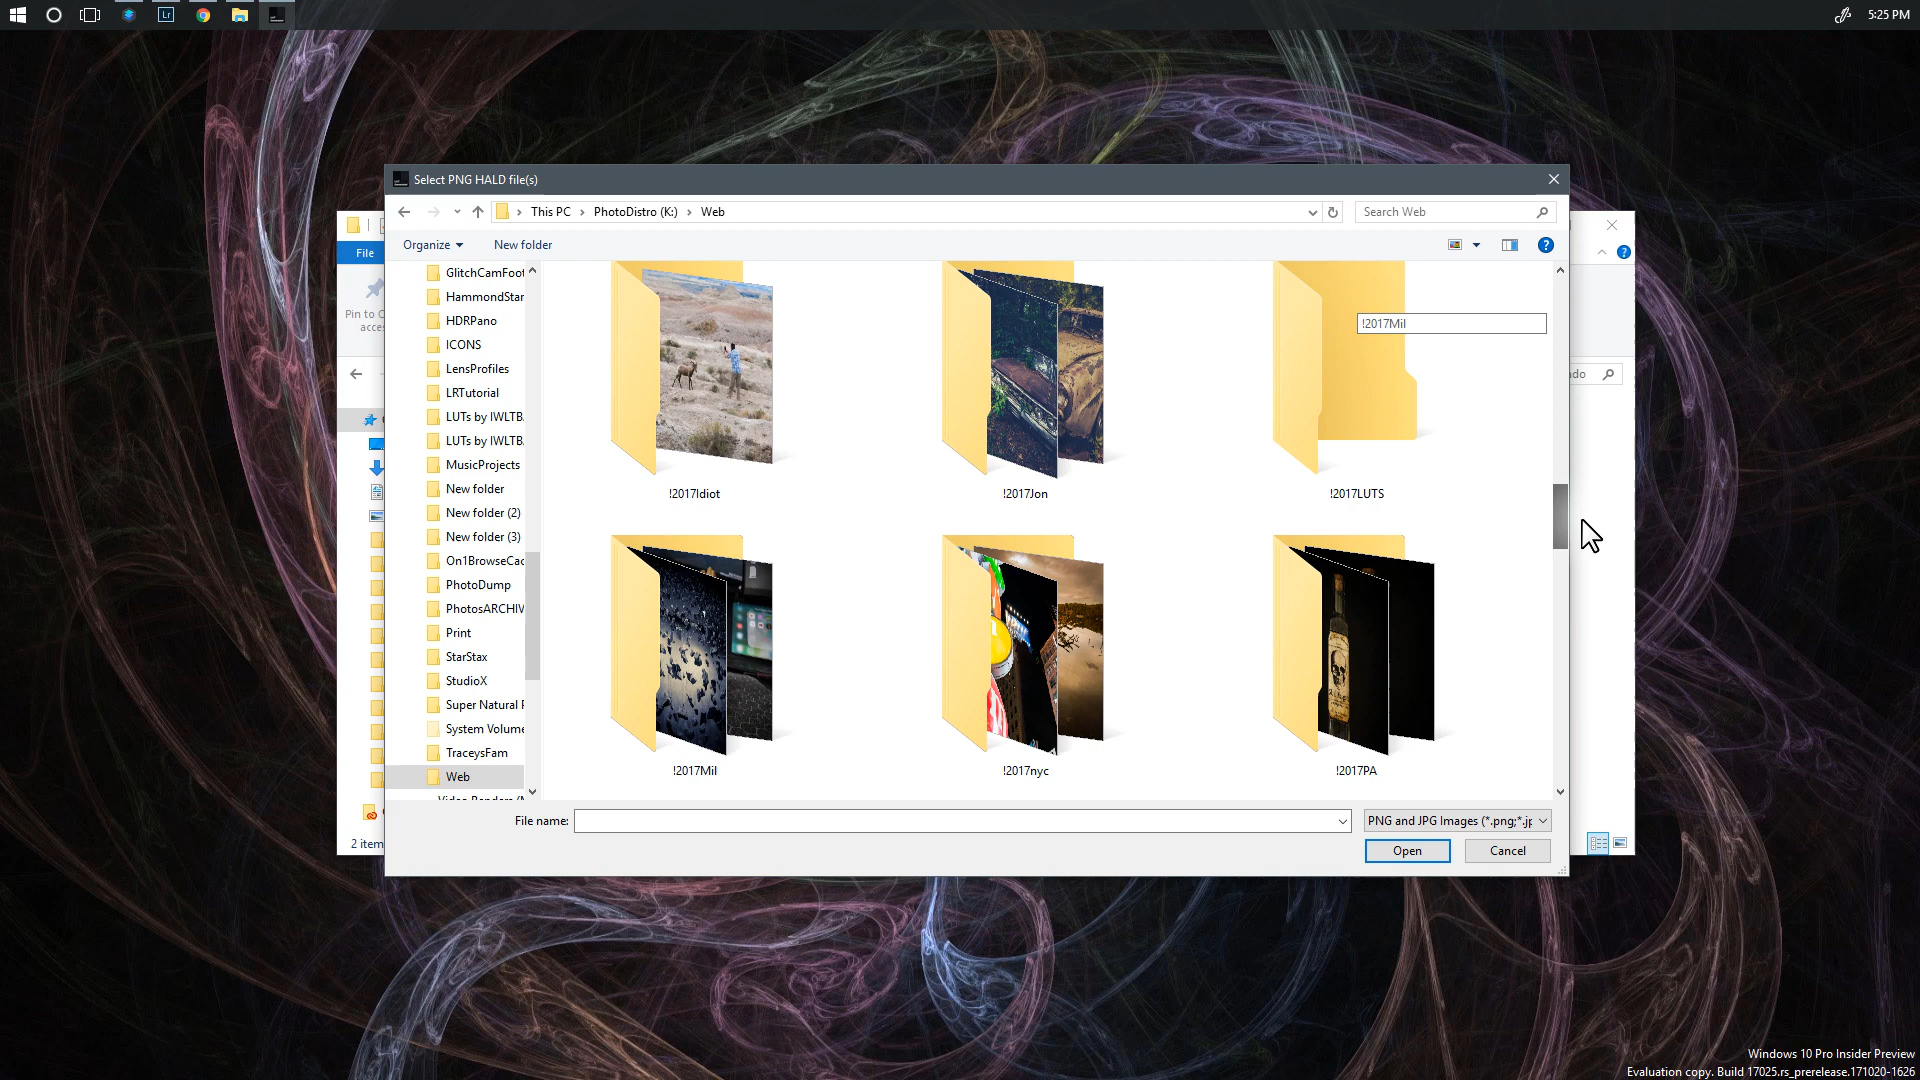 Lr
5:25 PM
Select PNG HALD file(s)
This PC > PhotoDistro (K:) > Web
Search Web
Organize
New folder
File
Pin to
acce
2 item
GlitchCamFoot
HammondStar
HDRPano
ICONS
LensProfiles
LRTutorial
LUTs by IWLTB.
LUTs by IWLTB.
MusicProjects
New folder
New folder (2)
New folder (3)
On1BrowseCac
PhotoDump
PhotosARCHIV
Print
StarStax
StudioX
Super Natural
System Volume
TraceysFam
Web
!2017Mil
!2017Idiot
!2017Jon
!2017LUTS
!2017Mil
!2017nyc
!2017PA
File name:
PNG and JPG Images (*.png;*.jp
Open
Cancel
Windows 10 Pro Insider Preview
Evaluation copy. Build 17025.rs_prerelease.171020-1626